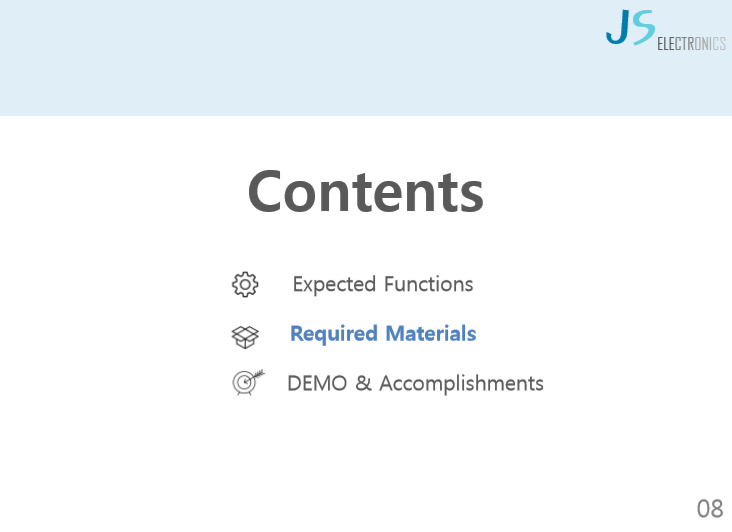 JS ELECTRONICS
Contents
Expected Functions
Required Materials
DEMO & Accomplishments
08